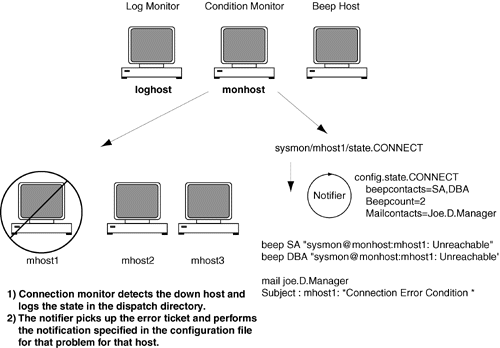 Log Monitor
Condition Monitor
Beep Host
loghost
monhost
sysmon/mhost1/state.CONNECT
Notifier
config.state.CONNECT
beepcontacts=SA,DBA
Beepcount=2
Mailcontacts=Joe.D.Manager
mhost1
mhost2
mhost3
beep SA "sysmon@monhost:mhost1: Unreachable"
beep DBA "sysmon@monhost:mhost1: Unreachable"
mail joe.D.Manager
Subject : mhost1: "Connection Error Condition "
1) Connection monitor detects the down host and
logs the state in the dispatch directory.
2) The notifier picks up the error ticket and performs
the notification specified in the configuration file
for that problem for that host.